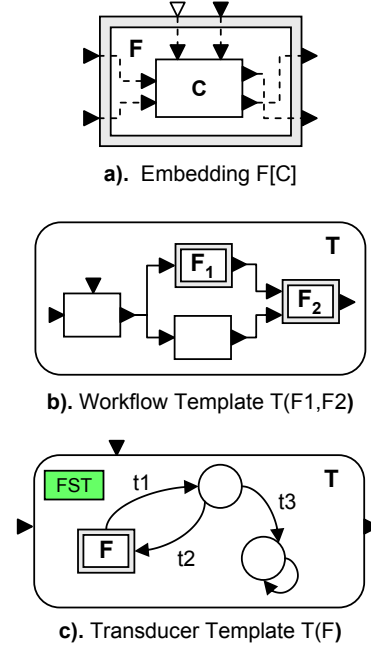 F
C
a). Embedding F[C]
T
F1
F2
b). Workflow Template T(F1,F2)
FST
T
t1
t3
F
t2
c). Transducer Template T(F)